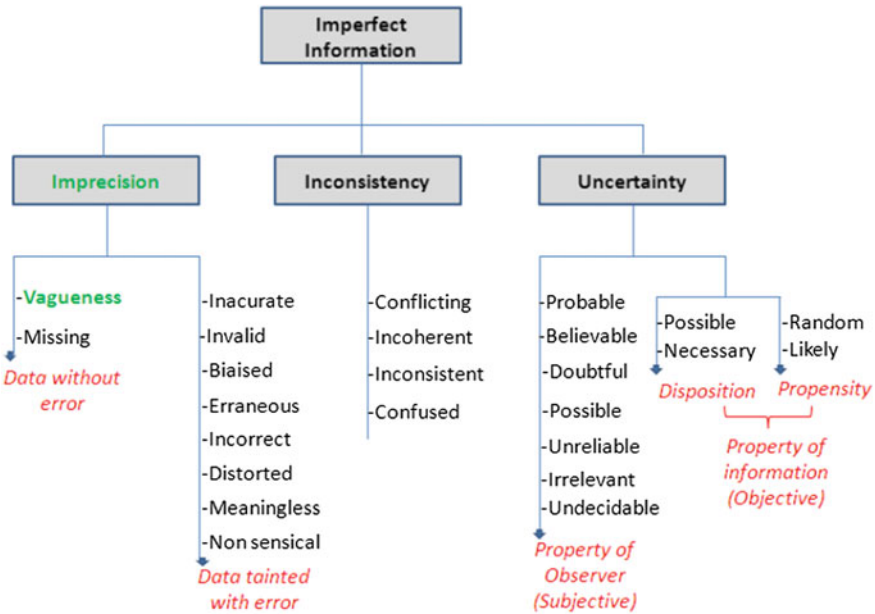 Imperfect
Information
Imprecision
Inconsistency
Uncertainty
-Vagueness
-Missing
Data without
error
-Inacurate
-Invalid
-Biaised
-Erraneous
-Incorrect
-Distorted
-Meaningless
-Non sensical
Data tainted
with error
-Conflicting
-Incoherent
-Inconsistent
-Confused
-Probable
-Believable
-Doubtful
-Possible
-Unreliable
-Irrelevant
-Undecidable
Property of
Observer
(Subjective)
-Possible
-Necessary
Disposition
-Random
-Likely
Propensity
Property of
information
(Objective)